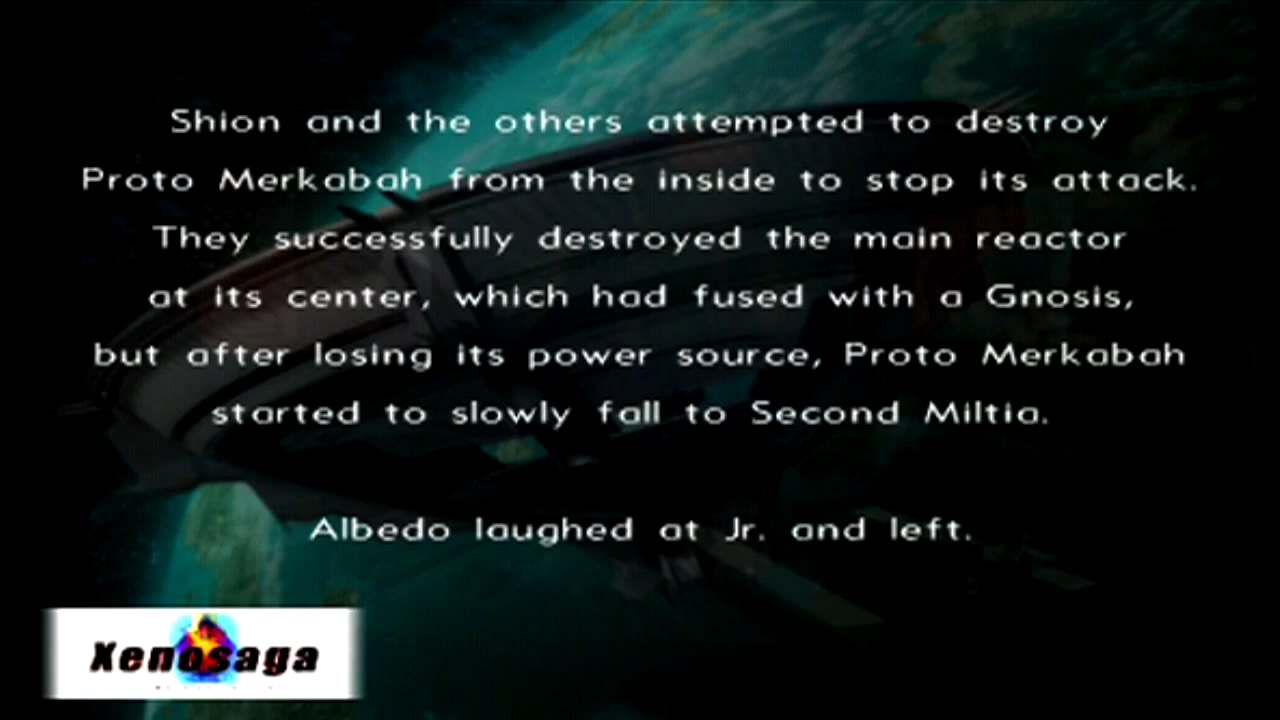 Shion and the others attempted to destroy
Proto Merkabah from the inside to stop its attack.
They successfully destroyed the main reactor
at its center, which had fused with a Gnosis,
but after losing its power source, Proto Merkabah
started to slowly fall to Second Miltia.
Albedo laughed at Jr. and left.
Xenosaga